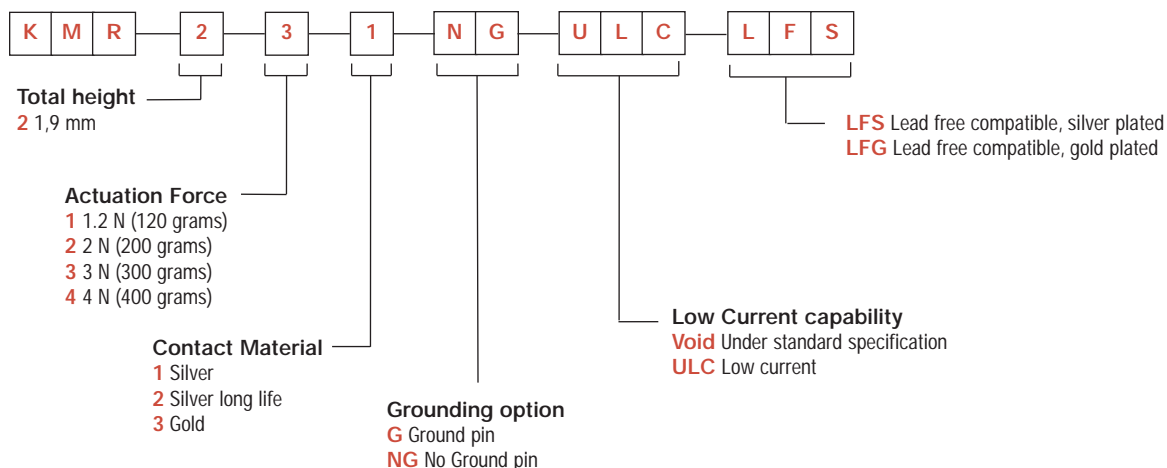 K M R 2 3 1 N G U L C L F S
Total height
2 1,9 mm
LFS Lead free compatible, silver plated
LFG Lead free compatible, gold plated
Actuation Force
1 1.2 N (120 grams)
2 2 N (200 grams)
3 3 N (300 grams)
4 4 N (400 grams)
Low Current capability
Void Under standard specification
ULC Low current
Contact Material
1 Silver
2 Silver long life
3 Gold
Grounding option
G Ground pin
NG No Ground pin